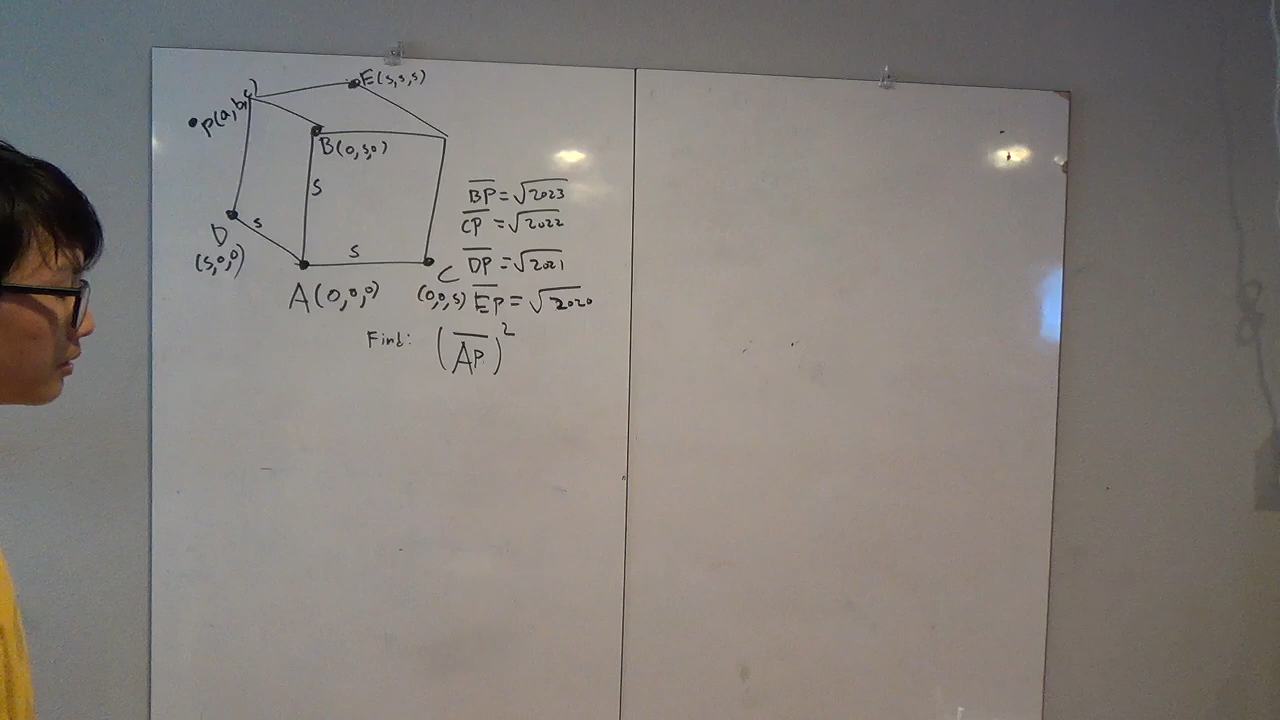 E(s,s,s)
P(a,b,c)
B(0,s,0)
s
BP = √2023
CP = √2022
D
s
(s,0,0)
s
DP = √2021
C
A(0,0,0)
(0,0,s)
EP = √2020
Find: (AP)²